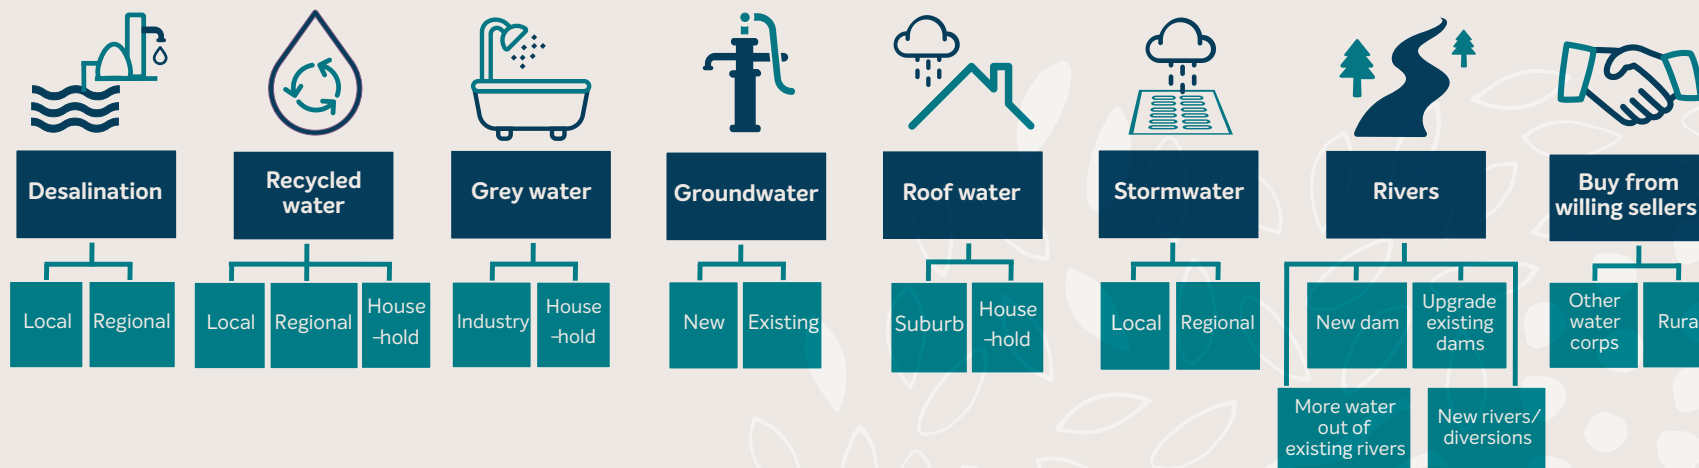 Desalination
Recycled
water
Grey water
Groundwater
Roof water
Stormwater
Rivers
Buy from
willing sellers
Local
Regional
Local
Regional
House
-hold
Industry
House
-hold
New
Existing
Suburb
House
-hold
Local
Regional
New dam
Upgrade
existing
dams
Other
water
corps
Rura
More water
out of
existing rivers
New rivers/
diversions